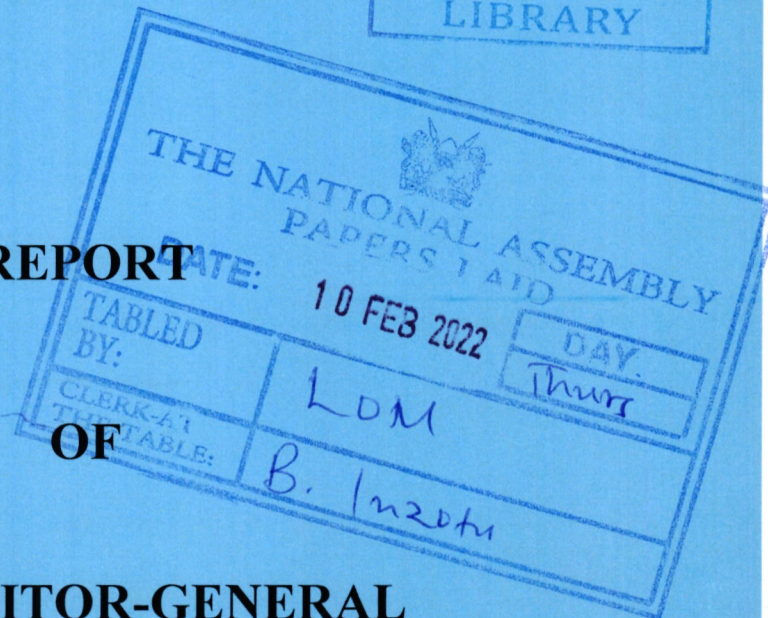 LIBRARY
THE NATIONAL ASSEMBLY
PAPERS LAID
REPORT
DATE:
10 FEB 2022
DAY.
Thurs
TABLED
BY:
LOM
CLERK-AT
THE TABLE:
OF
B. Inzofu
ITOR-GENERAL